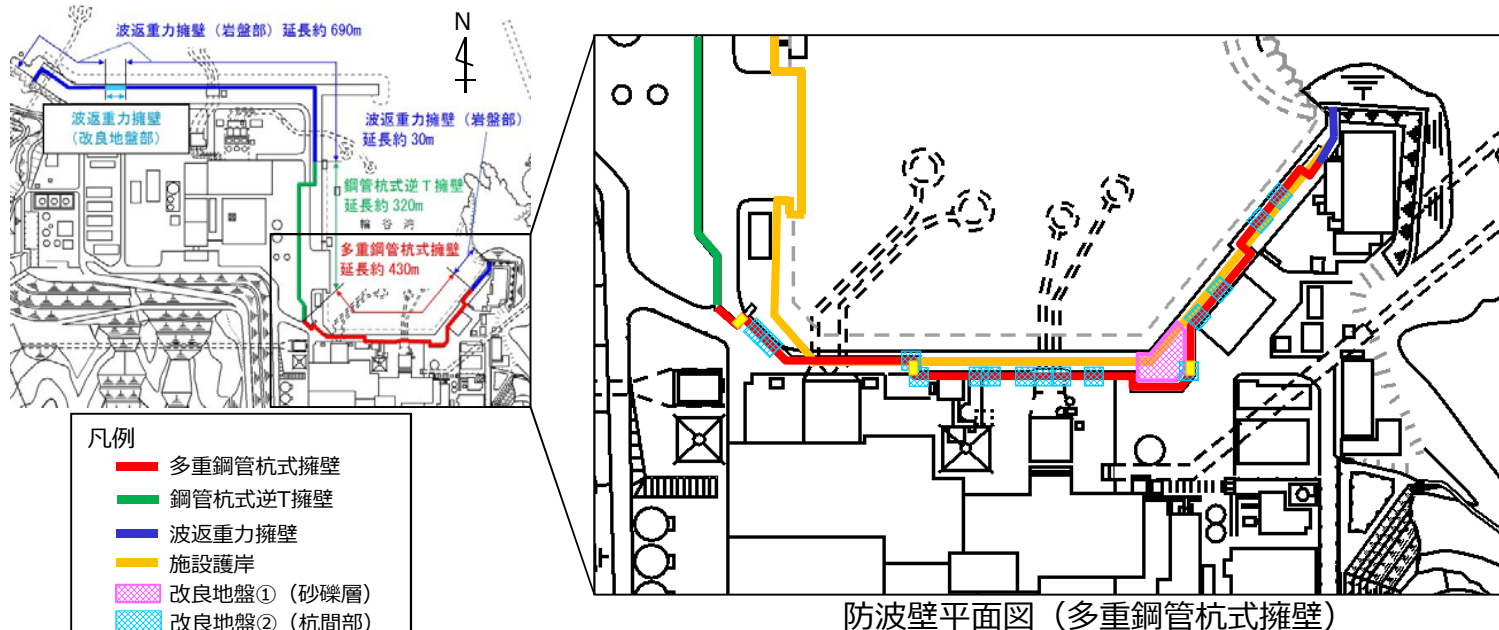 波返重力擁壁（岩盤部）延長約 690m
N
波返重力擁壁
（改良地盤部）
波返重力擁壁（岩盤部）
延長約 30m
鋼管杭式逆T擁壁
延長約 320m
輪 谷 湾
多重鋼管杭式擁壁
延長約 430m
凡例
多重鋼管杭式擁壁
鋼管杭式逆T擁壁
波返重力擁壁
施設護岸
改良地盤①（砂礫層）
改良地盤②（杭間部）
防波壁平面図（多重鋼管杭式擁壁）